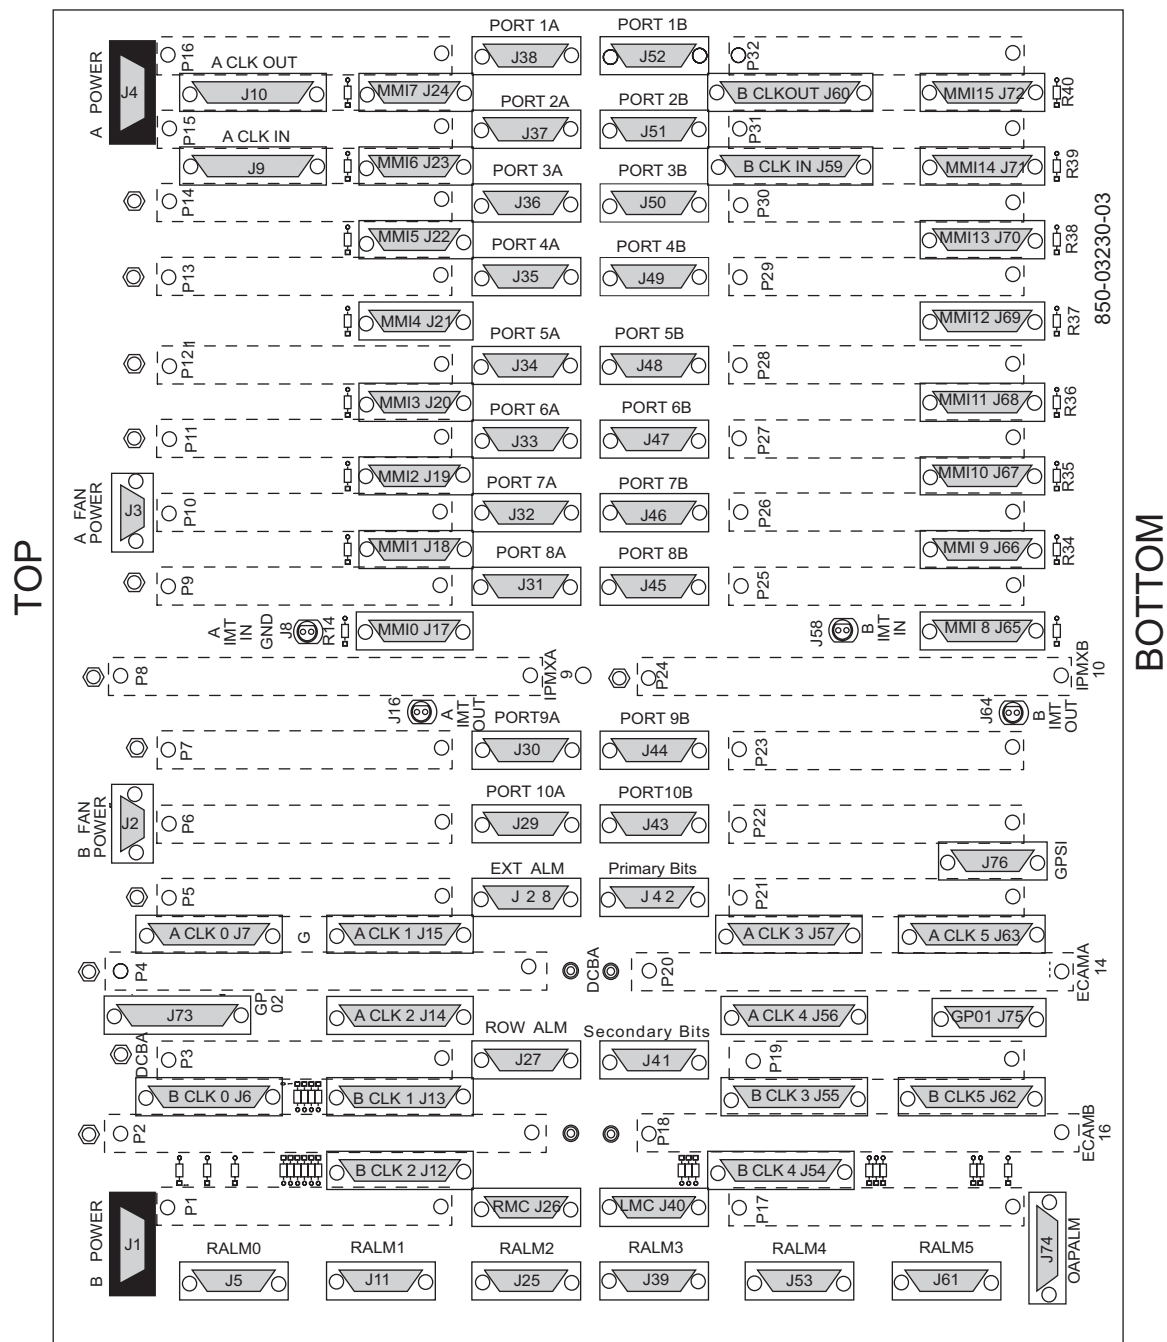 PORT 1A PORT 1B
A POWER J4 P16 J38 J52 P32
A CLK OUT
J10 MMI7 J24 B CLKOUT J60 MMI15 J72 R40
PORT 2A PORT 2B
P15 J37 J51 P31
A CLK IN
J9 MMI6 J23 B CLK IN J59 MMI14 J71 R39
PORT 3A PORT 3B
P14 J36 J50 P30
MMI5 J22 MMI13 J70 R38
850-03230-03
PORT 4A PORT 4B
P13 J35 J49 P29
MMI4 J21 MMI12 J69 R37
PORT 5A PORT 5B
P121 J34 J48 P28
MMI3 J20 MMI11 J68 R36
PORT 6A PORT 6B
P11 J33 J47 P27
MMI2 J19 MMI10 J67 R35
A FAN
POWER
J3
PORT 7A PORT 7B
P10 J32 J46 P26
MMI1 J18 MMI 9 J66 R34
TOP
BOTTOM
PORT 8A PORT 8B
P9 J31 J45 P25
A
IMT
IN
GND
J8 R14 MMI0 J17 J58
B
IMT
IN
MMI 8 J65
P8 IPMXA
9
P24 IPMXB
10
J16
A
IMT
OUT
J64
B
IMT
OUT
PORT9A PORT 9B
P7 J30 J44 P23
PORT 10A PORT10B
B FAN
POWER
J2 P6 J29 J43 P22
J76 GPSI
EXT ALM Primary Bits
P5 J 2 8 J 4 2 P21
A CLK 0 J7 G A CLK 1 J15 A CLK 3 J57 A CLK 5 J63
P4 DCBA P20 ECAMA
14
J73 GP
02
A CLK 2 J14 A CLK 4 J56 GP01 J75
ROW ALM Secondary Bits
DCBA P3 J27 J41 P19
B CLK 0 J6 B CLK 1 J13 B CLK 3 J55 B CLK5 J62
P2 P18 ECAMB
16
B CLK 2 J12 B CLK 4 J54
P1 RMC J26 LMC J40 P17
B POWER J1
J74 OAPALM
RALM0 RALM1 RALM2 RALM3 RALM4 RALM5
J5 J11 J25 J39 J53 J61